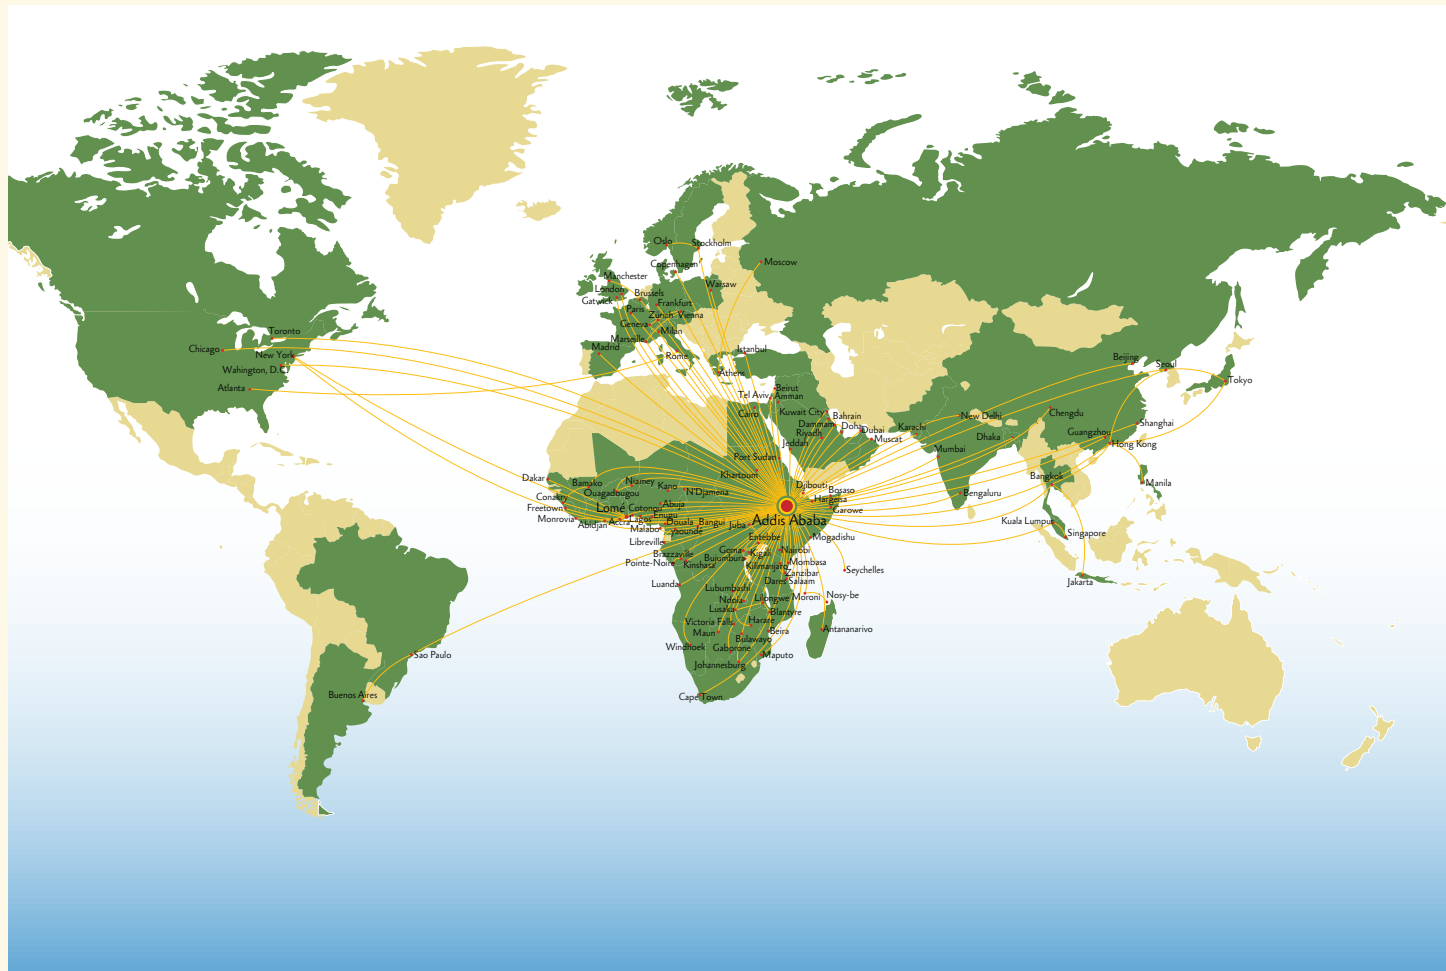 Oslo
Stockholm
Copenhagen
Moscow
Manchester
London
Gatwick
Brussels
Warsaw
Frankfurt
Paris
Zurich
Vienna
Geneva
Milan
Marseille
Madrid
Rome
Istanbul
Athens
Toronto
Chicago
New York
Wahington, D.C.
Atlanta
Beijing
Seoul
Tokyo
Beirut
Tel Aviv
Amman
Cairo
Kuwait City
Bahrain
Dammam
Doha
Dubai
Riyadh
Muscat
Jeddah
Karachi
New Delhi
Chengdu
Shanghai
Dhaka
Guangzhou
Hong Kong
Mumbai
Port Sudan
Khartoum
Bangkok
Manila
Bengaluru
Dakar
Bamako
Niamey
Kano
N'Djamena
Ouagadougou
Conakry
Freetown
Monrovia
Lomé
Cotonou
Abuja
Abidjan
Accra
Lagos
Enugu
Malabo
Douala
Yaounde
Bangui
Juba
Djibouti
Bosaso
Hargeisa
Garowe
Addis Ababa
Mogadishu
Kuala Lumpur
Singapore
Jakarta
Libreville
Brazzaville
Pointe-Noire
Kinshasa
Entebbe
Goma
Kigali
Bujumbura
Nairobi
Kilimanjaro
Mombasa
Zanzibar
Dares Salaam
Seychelles
Luanda
Lubumbashi
Ndola
Lilongwe
Moroni
Nosy-be
Lusaka
Blantyre
Victoria Falls
Harare
Maun
Beira
Bulawayo
Antananarivo
Windhoek
Gaborone
Maputo
Johannesburg
Cape Town
Sao Paulo
Buenos Aires